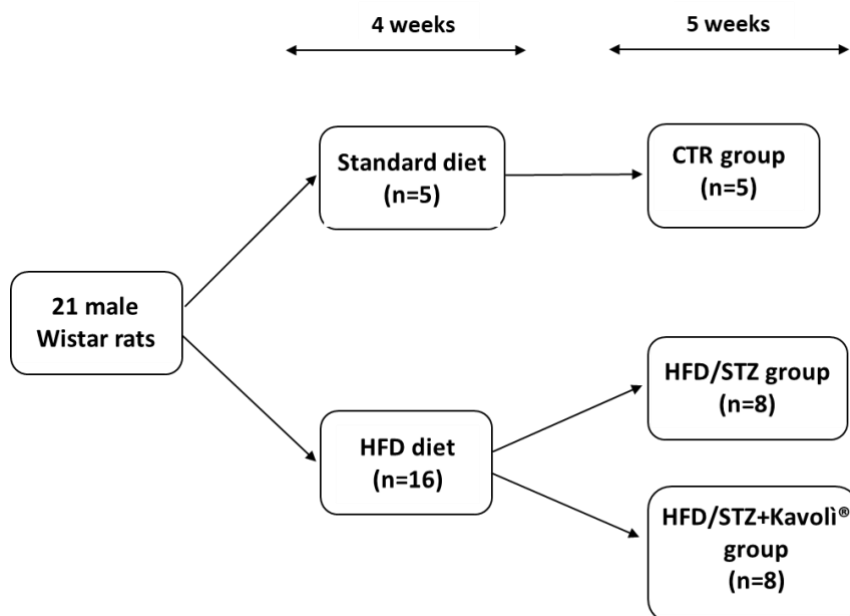 4 weeks
5 weeks
Standard diet
(n=5)
CTR group
(n=5)
21 male
Wistar rats
HFD/STZ group
(n=8)
HFD diet
(n=16)
HFD/STZ+Kavolì®
group
(n=8)